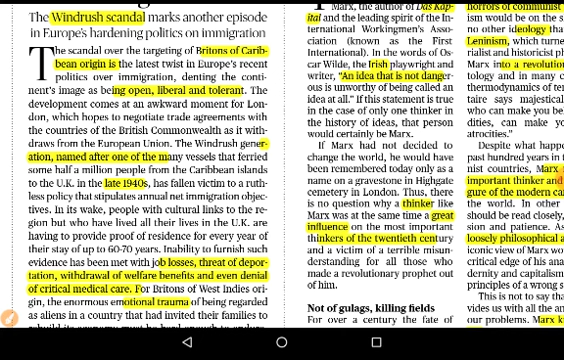 The Windrush scandal marks another episode
in Europe's hardening politics on immigration
The scandal over the targeting of Britons of Carib-
bean origin is the latest twist in Europe's recent
politics over immigration, denting the conti-
nent's image as being open, liberal and tolerant. The
development comes at an awkward moment for Lon-
don, which hopes to negotiate trade agreements with
the countries of the British Commonwealth as it with-
draws from the European Union. The Windrush gener-
ation, named after one of the many vessels that ferried
some half a million people from the Caribbean islands
to the U.K. in the late 1940s, has fallen victim to a ruth-
less policy that stipulates annual net immigration objec-
tives. In its wake, people with cultural links to the re-
gion but who have lived all their lives in the U.K. are
having to provide proof of residence for every year of
their stay of up to 60-70 years. Inability to furnish such
evidence has been met with job losses, threat of depor-
tation, withdrawal of welfare benefits and even denial
of critical medical care. For Britons of West Indies ori-
gin, the enormous emotional trauma of being regarded
as aliens in a country that had invited their families to
Marx, the author of Das Kap-
ital and the leading spirit of the In-
ternational Workingmen's Asso-
ciation (known as the First
International). In the words of Os-
car Wilde, the Irish playwright and
writer, "An idea that is not danger-
ous is unworthy of being called an
idea at all." If this statement is true
in the case of only one thinker in
the history of ideas, that person
would certainly be Marx.
If Marx had not decided to
change the world, he would have
been remembered today only as a
name on a gravestone in Highgate
cemetery in London. Thus, there
is no question why a thinker like
Marx was at the same time a great
influence on the most important
thinkers of the twentieth century
and a victim of a terrible misun-
derstanding for all those who
made a revolutionary prophet out
of him.
Not of gulags, killing fields
For over a century the fate of
horrors of communist
ism would be on the s
no other ideology tha
Leninism, which turne
rialist and historicist ph
Marx into a revolution
tology and in many c
thermodynamics of ter
taire says majestical
who can make you bel
dities, can make yo
atrocities."
Despite what happe
past hundred years in t
nist countries, Marx
important thinker and
gure of the modern ca
the world. In other
should be read closely,
sion and patience. As
loosely philosophical a
iconic view of Marx wo
critical edge of his ana
dernity and capitalism
principles of a wrong s
This is not to say tha
vides us with all the an
our problems. Marx k